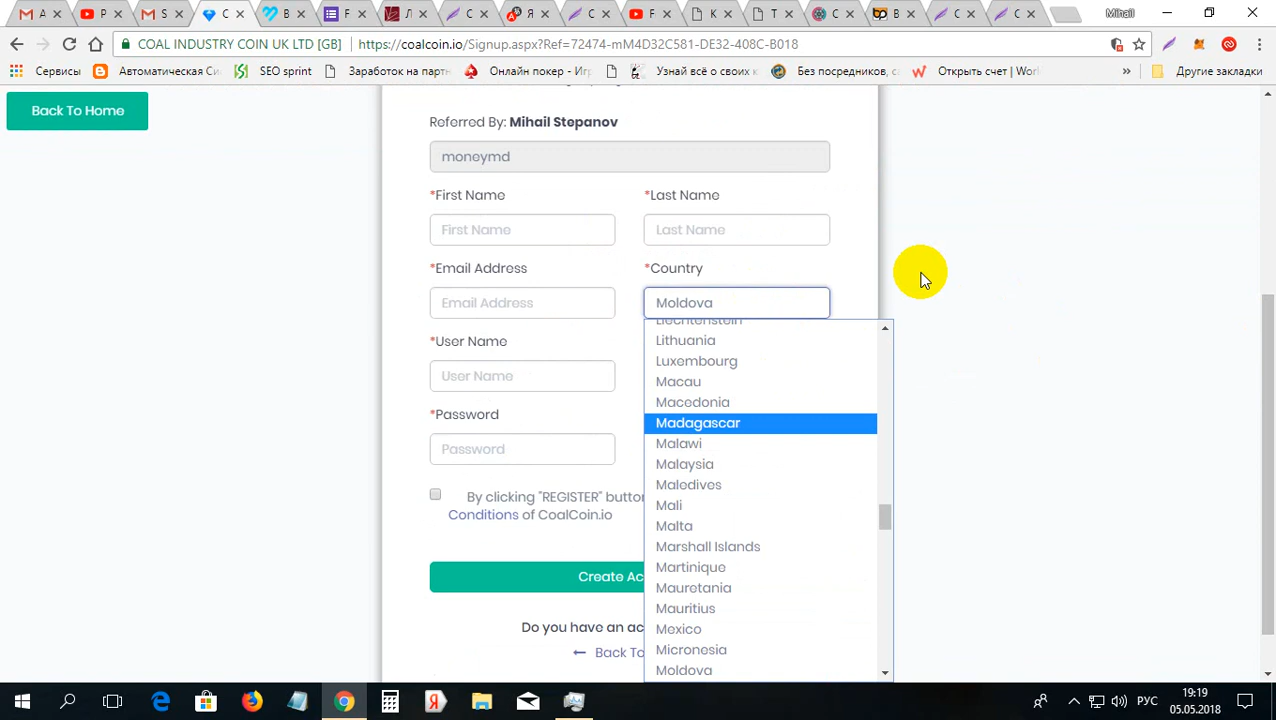 Mihail
COAL INDUSTRY COIN UK LTD [GB]
https://coalcoin.io/Signup.aspx?Ref=72474-mM4D32C581-DE32-408C-B018
Сервисы
Автоматическая Си
SEO sprint
Заработок на партн
Онлайн покер - Игр
Узнай всё о своих к
Без посредников, с
Открыть счет | Worl
»
Другие закладки
Back To Home
Referred By: Mihail Stepanov
moneymd
*First Name
*Last Name
First Name
Last Name
*Email Address
*Country
Email Address
Moldova
Liechtenstein
*User Name
Lithuania
Luxembourg
User Name
Macau
Macedonia
*Password
Madagascar
Malawi
Password
Malaysia
Maledives
By clicking "REGISTER" button
Mali
Conditions of CoalCoin.io
Malta
Marshall Islands
Martinique
Create Ac
Mauretania
Mauritius
Do you have an ac
Mexico
Back To
Micronesia
Moldova
РУС
19:19
05.05.2018